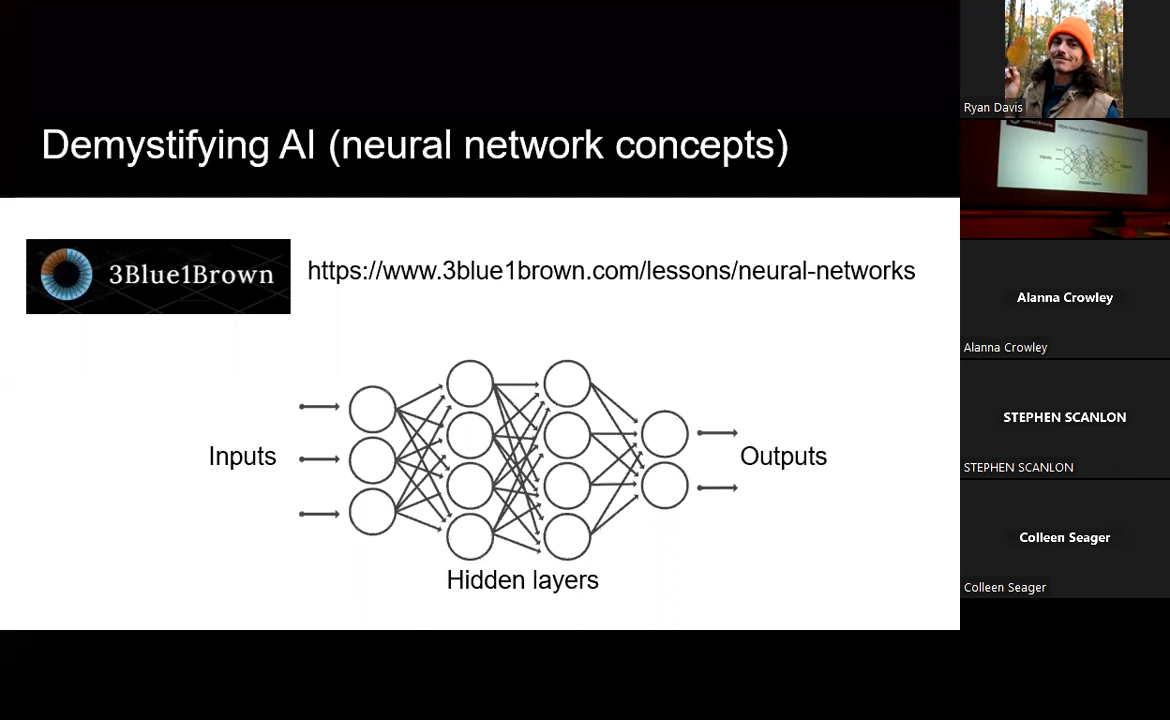 Demystifying AI (neural network concepts)
3Blue1Brown
https://www.3blue1brown.com/lessons/neural-networks
Inputs
Outputs
Hidden layers
Ryan Davis
Alanna Crowley
Alanna Crowley
STEPHEN SCANLON
STEPHEN SCANLON
Colleen Seager
Colleen Seager